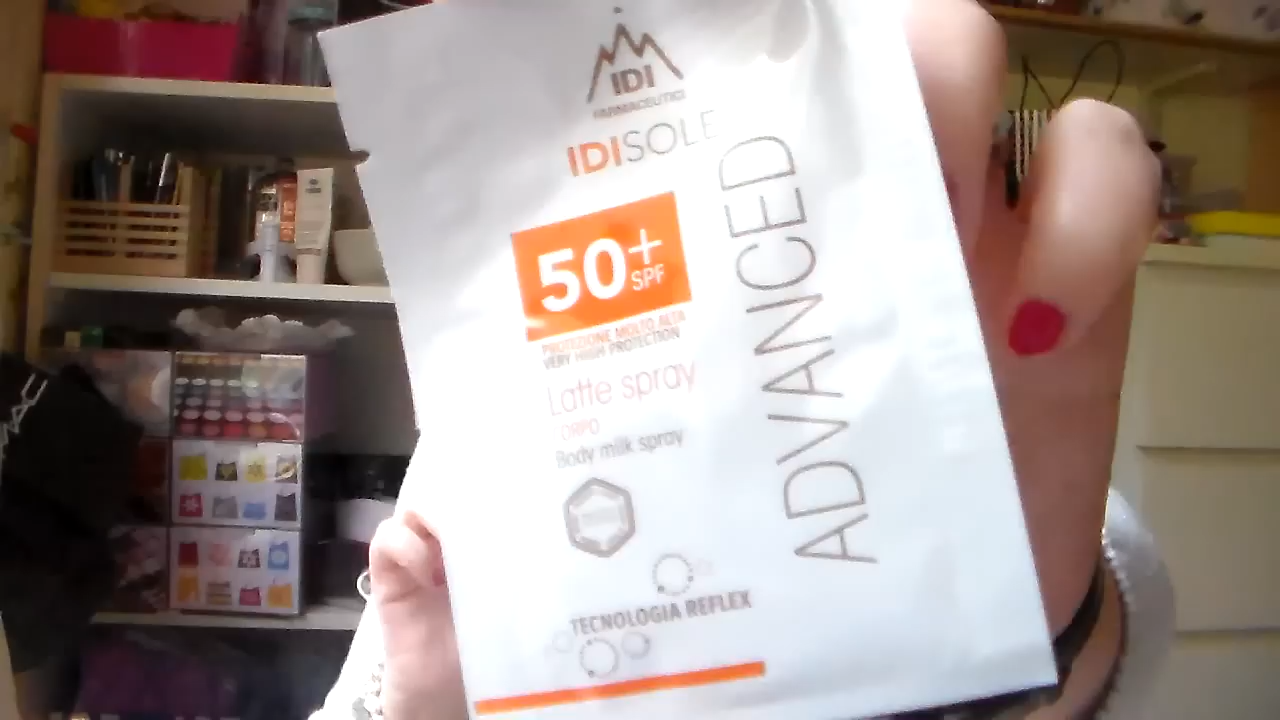 IDI
FARMACEUTICI
IDISOLE
50+
SPF
PROTEZIONE MOLTO ALTA
VERY HIGH PROTECTION
Latte spray
CORPO
Body milk spray
TECNOLOGIA REFLEX
ADVANCED
MAC